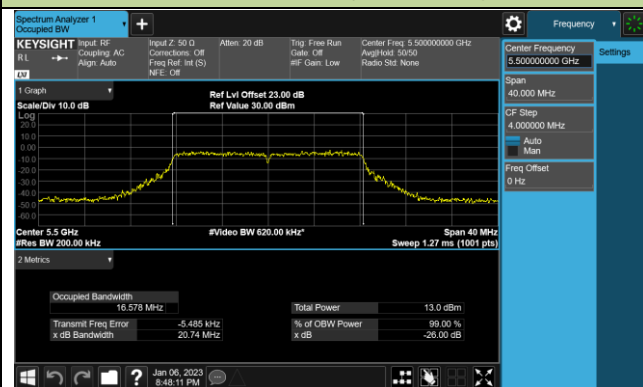 Spectrum Analyzer 1
Occupied BW
Frequency
KEYSIGHT
Input: RF
Input Z: 50 Ω
Atten: 20 dB
Trig: Free Run
Center Freq: 5.500000000 GHz
RL
Coupling: AC
Corrections: Off
Gate: Off
Avg|Hold: 50/50
Align: Auto
Freq Ref: Int (S)
#IF Gain: Low
Radio Std: None
NFE: Off
Center Frequency
5.500000000 GHz
Settings
Span
40.000 MHz
CF Step
4.000000 MHz
Auto
Man
Freq Offset
0 Hz
1 Graph
Ref Lvl Offset 23.00 dB
Scale/Div 10.0 dB
Ref Value 30.00 dBm
Log
20.0
10.0
0.00
-10.0
-20.0
-30.0
-40.0
-50.0
-60.0
Center 5.5 GHz
#Video BW 620.00 kHz*
Span 40 MHz
#Res BW 200.00 kHz
Sweep 1.27 ms (1001 pts)
2 Metrics
Occupied Bandwidth
16.578 MHz
Total Power 13.0 dBm
Transmit Freq Error -5.485 kHz
% of OBW Power 99.00 %
x dB Bandwidth 20.74 MHz
x dB -26.00 dB
Jan 06, 2023
8:48:11 PM